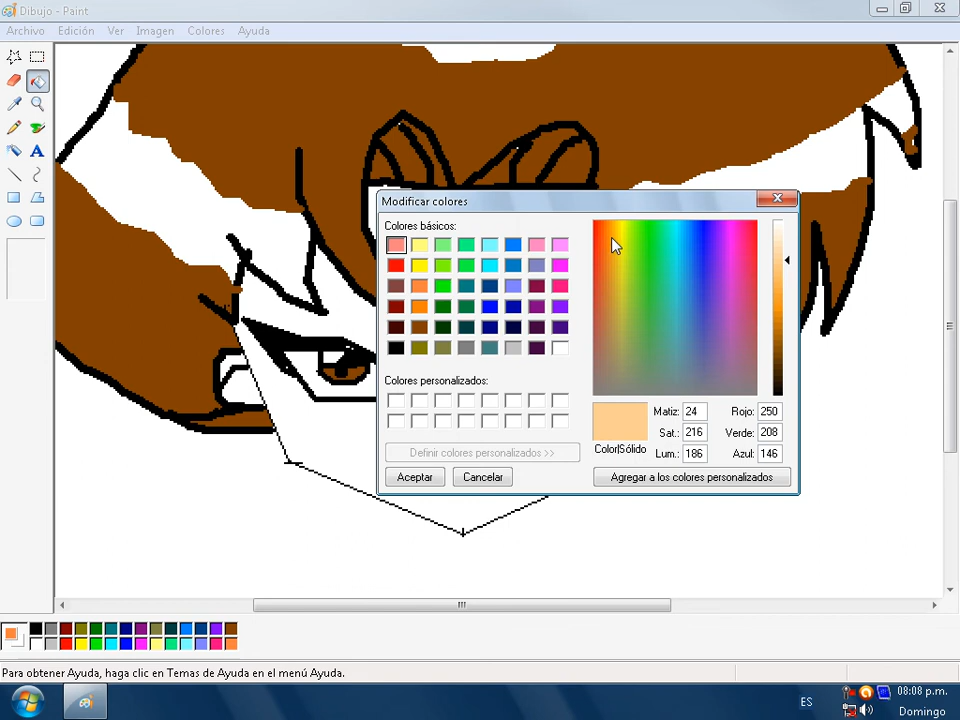 Dibujo - Paint
Archivo Edición Ver Imagen Colores Ayuda
Modificar colores
Colores básicos:
Colores personalizados:
Definir colores personalizados >>
Aceptar Cancelar
Color|Sólido
Matiz: 24 Rojo: 250
Sat.: 216 Verde: 208
Lum.: 186 Azul: 146
Agregar a los colores personalizados
Para obtener Ayuda, haga clic en Temas de Ayuda en el menú Ayuda.
ES
08:08 p.m.
Domingo